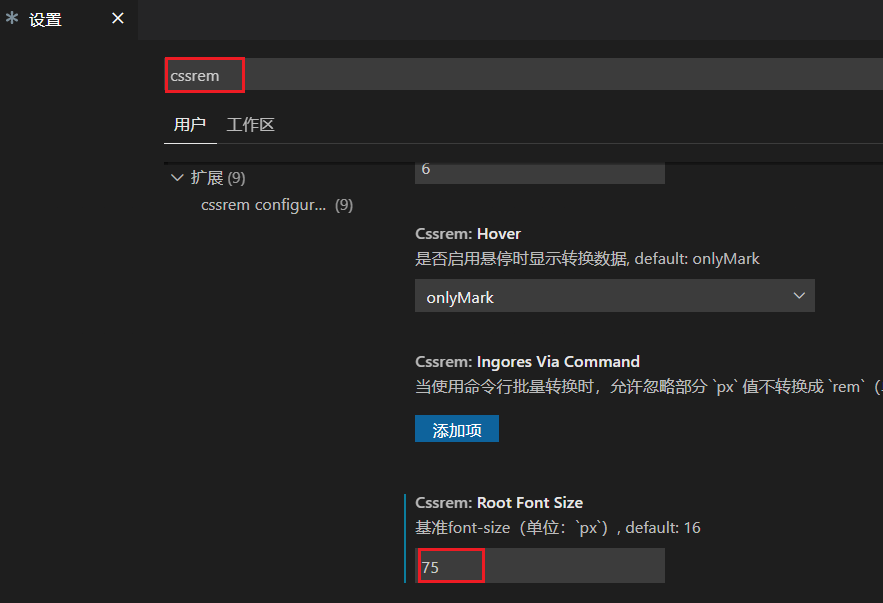 设置
cssrem
用户 工作区
扩展 (9)
cssrem configur... (9)
6
Cssrem: Hover
是否启用悬停时显示转换数据, default: onlyMark
onlyMark
Cssrem: Ingores Via Command
当使用命令行批量转换时，允许忽略部分 `px` 值不转换成 `rem`（.
添加项
Cssrem: Root Font Size
基准font-size（单位：`px`）, default: 16
75